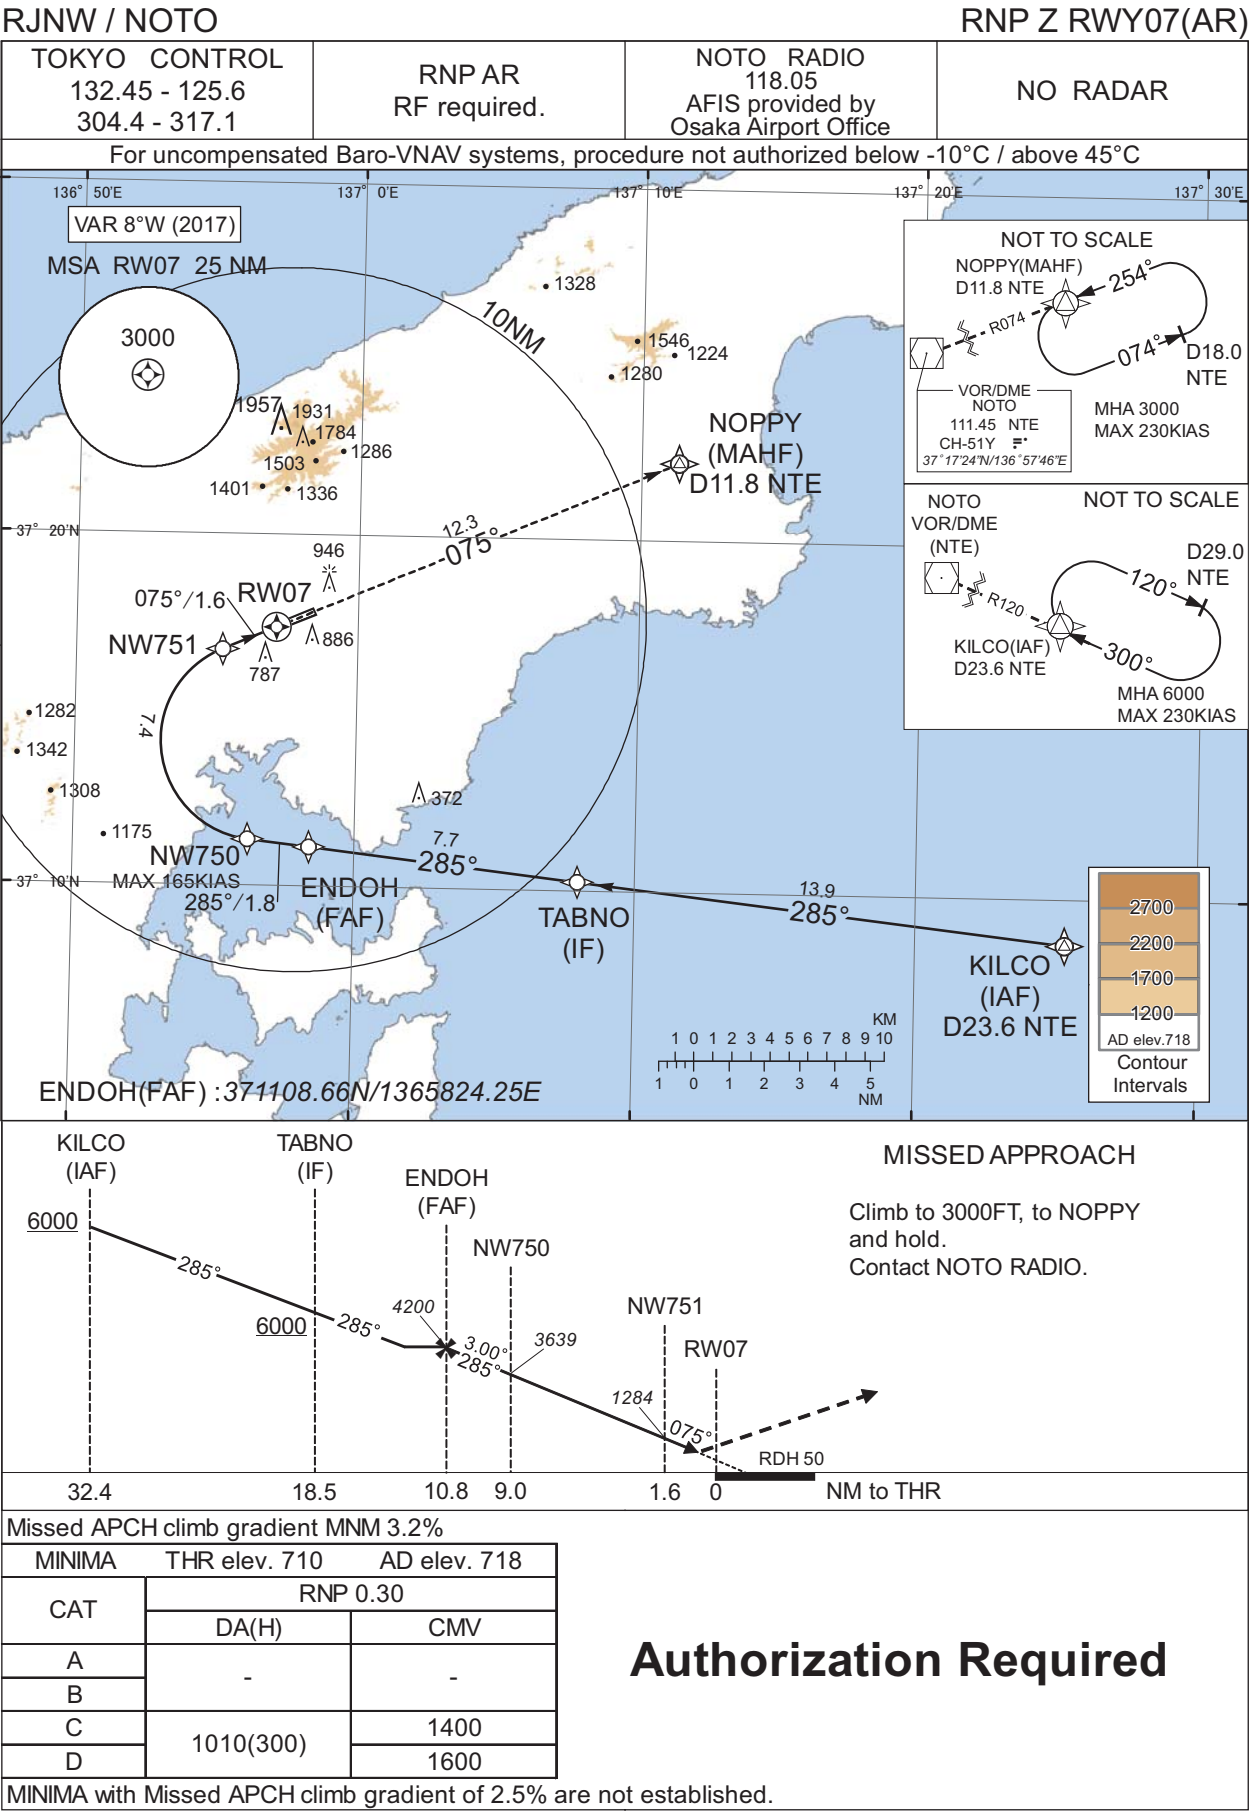 RJNW / NOTO
RNP Z RWY07(AR)
TOKYO CONTROL
132.45 - 125.6
304.4 - 317.1
RNP AR
RF required.
NOTO RADIO
118.05
AFIS provided by
Osaka Airport Office
NO RADAR
For uncompensated Baro-VNAV systems, procedure not authorized below -10°C / above 45°C
136° 50'E
137° 0'E
137° 10'E
137° 20'E
137° 30'E
VAR 8°W (2017)
MSA RW07 25 NM
3000
10NM
1328
1546
1224
1280
1957
1931
1784
1286
1503
1401
1336
NOPPY
(MAHF)
D11.8 NTE
37° 20'N
12.3
075°
946
075°/1.6
RW07
NW751
886
787
7.4
1282
1342
1308
1175
372
NW750
MAX 165KIAS
285°/1.8
37° 10'N
ENDOH
(FAF)
7.7
285°
TABNO
(IF)
13.9
285°
KILCO
(IAF)
D23.6 NTE
NOT TO SCALE
NOPPY(MAHF)
D11.8 NTE
254°
R074
074°
D18.0
NTE
VOR/DME
NOTO
111.45 NTE
CH-51Y
37°17'24"N/136°57'46"E
MHA 3000
MAX 230KIAS
NOTO
VOR/DME
(NTE)
NOT TO SCALE
D29.0
NTE
120°
R120
300°
KILCO(IAF)
D23.6 NTE
MHA 6000
MAX 230KIAS
2700
2200
1700
1200
AD elev.718
Contour
Intervals
KM
1 0 1 2 3 4 5 6 7 8 9 10
1 0 1 2 3 4 5
NM
ENDOH(FAF) :371108.66N/1365824.25E
KILCO
(IAF)
TABNO
(IF)
ENDOH
(FAF)
NW750
NW751
RW07
6000
285°
6000
285°
4200
3.00°
285°
3639
1284
075°
RDH 50
32.4
18.5
10.8
9.0
1.6
0
NM to THR
MISSED APPROACH
Climb to 3000FT, to NOPPY
and hold.
Contact NOTO RADIO.
Missed APCH climb gradient MNM 3.2%
MINIMA THR elev. 710 AD elev. 718
CAT
RNP 0.30
DA(H)
CMV
A
B
-
-
C
D
1010(300)
1400
1600
Authorization Required
MINIMA with Missed APCH climb gradient of 2.5% are not established.